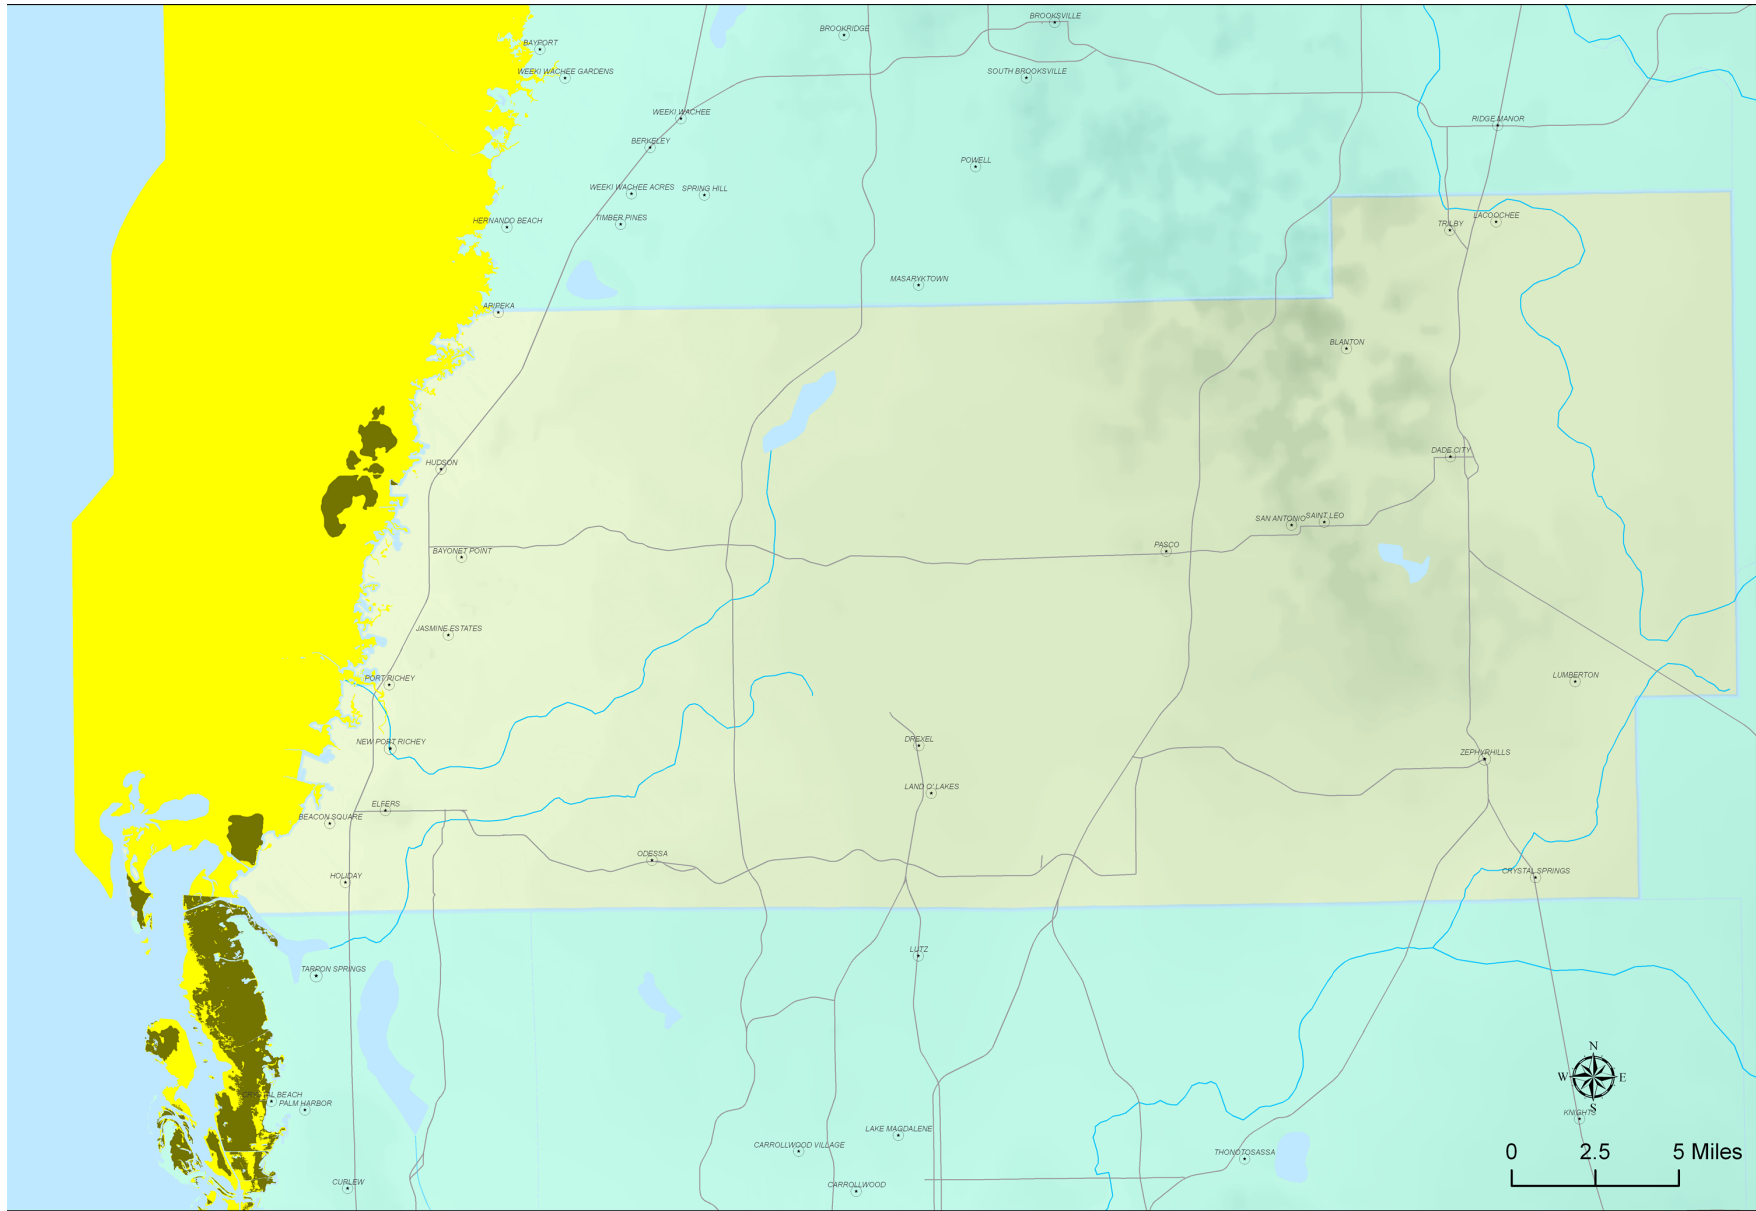 BROOKSVILLE
BROOKRIDGE
BAYPORT
WEEKI WACHEE GARDENS
SOUTH BROOKSVILLE
WEEKI WACHEE
RIDGE MANOR
BERKELEY
POWELL
WEEKI WACHEE ACRES
SPRING HILL
HERNANDO BEACH
TIMBER PINES
LACOOCHEE
TRILBY
MASARYKTOWN
ARIPEKA
BLANTON
HUDSON
DADE CITY
SAN ANTONIO
SAINT LEO
BAYONET POINT
PASCO
JASMINE ESTATES
PORT RICHEY
LUMBERTON
NEW PORT RICHEY
DREXEL
ZEPHYRHILLS
LAND O' LAKES
ELFERS
BEACON SQUARE
ODESSA
HOLIDAY
CRYSTAL SPRINGS
LUTZ
TARPON SPRINGS
N
W
E
S
CRYSTAL BEACH
PALM HARBOR
KNIGHTS
LAKE MAGDALENE
CARROLLWOOD VILLAGE
THONOTOSASSA
0 2.5 5 Miles
CURLEW
CARROLLWOOD